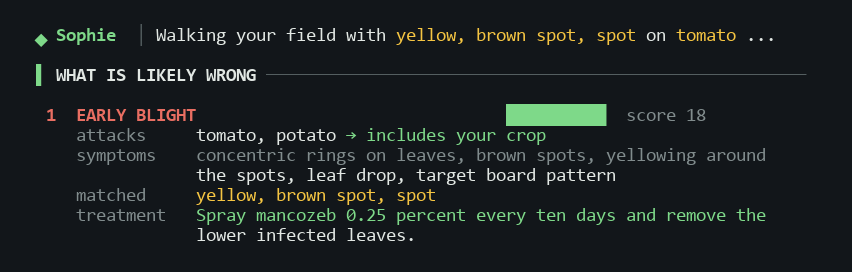 ◆ Sophie │ Walking your field with yellow, brown spot, spot on tomato ...
WHAT IS LIKELY WRONG
1 EARLY BLIGHT score 18
attacks tomato, potato → includes your crop
symptoms concentric rings on leaves, brown spots, yellowing around
the spots, leaf drop, target board pattern
matched yellow, brown spot, spot
treatment Spray mancozeb 0.25 percent every ten days and remove the
lower infected leaves.